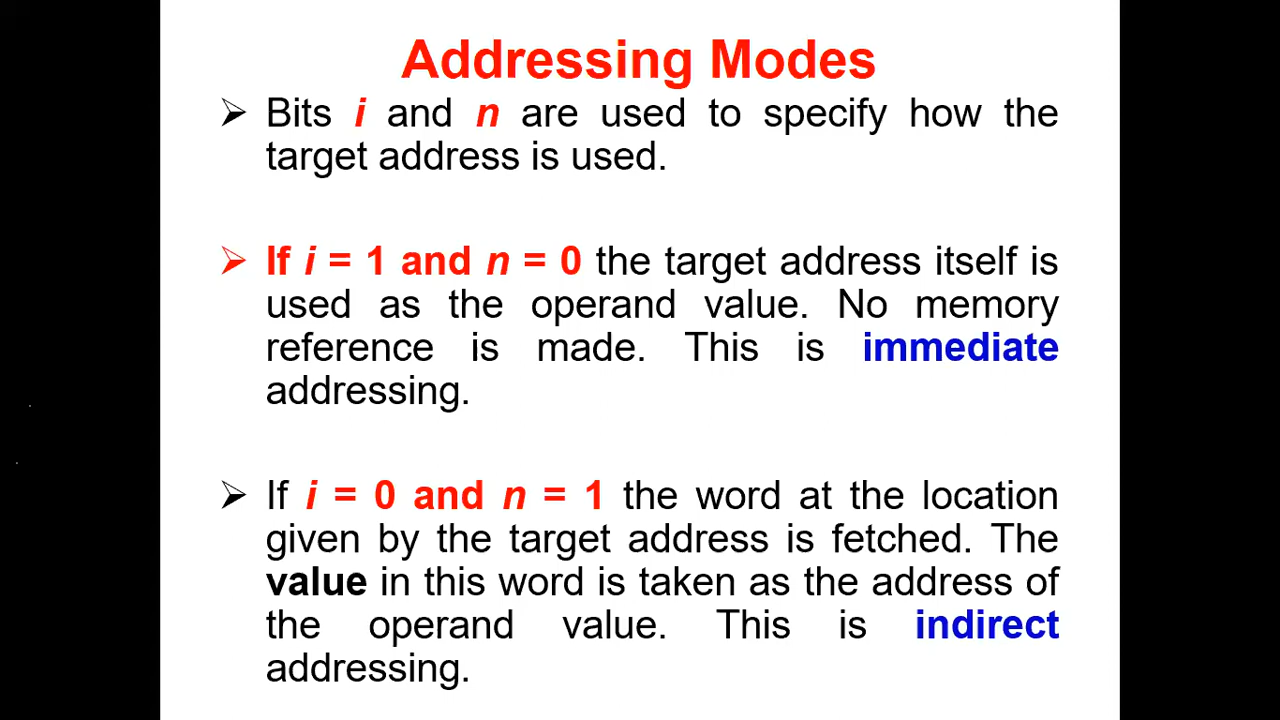 Addressing Modes
➢ Bits i and n are used to specify how the
target address is used.
➢ If i = 1 and n = 0 the target address itself is
used as the operand value. No memory
reference is made. This is immediate
addressing.
➢ If i = 0 and n = 1 the word at the location
given by the target address is fetched. The
value in this word is taken as the address of
the operand value. This is indirect
addressing.